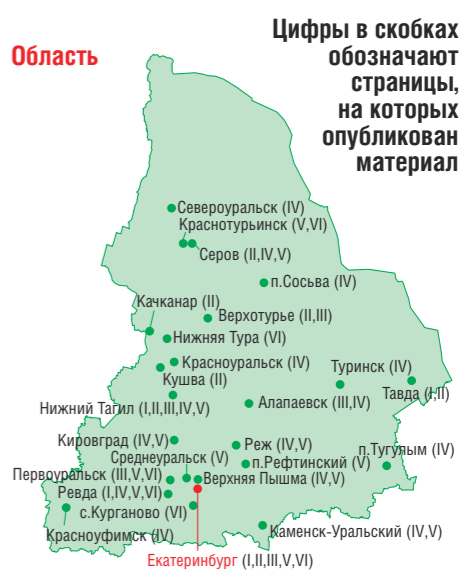 Цифры в скобках
обозначают
страницы,
на которых
опубликован
материал
Область
Североуральск (IV)
Краснотурьинск (V,VI)
Серов (II,IV,V)
п.Сосьва (IV)
Качканар (II)
Верхотурье (II,III)
Нижняя Тура (VI)
Красноуральск (IV)
Туринск (IV)
Кушва (II)
Тавда (I,II)
Нижний Тагил (I,II,III,IV,V)
Алапаевск (III,IV)
Кировград (IV,V)
Реж (IV,V)
п.Тугулым (IV)
Среднеуральск (V)
п.Рефтинский (V)
Первоуральск (III,V,VI)
Верхняя Пышма (IV,V)
Ревда (I,IV,V,VI)
с.Курганово (VI)
Красноуфимск (IV)
Каменск-Уральский (IV,V)
Екатеринбург (I,II,III,V,VI)